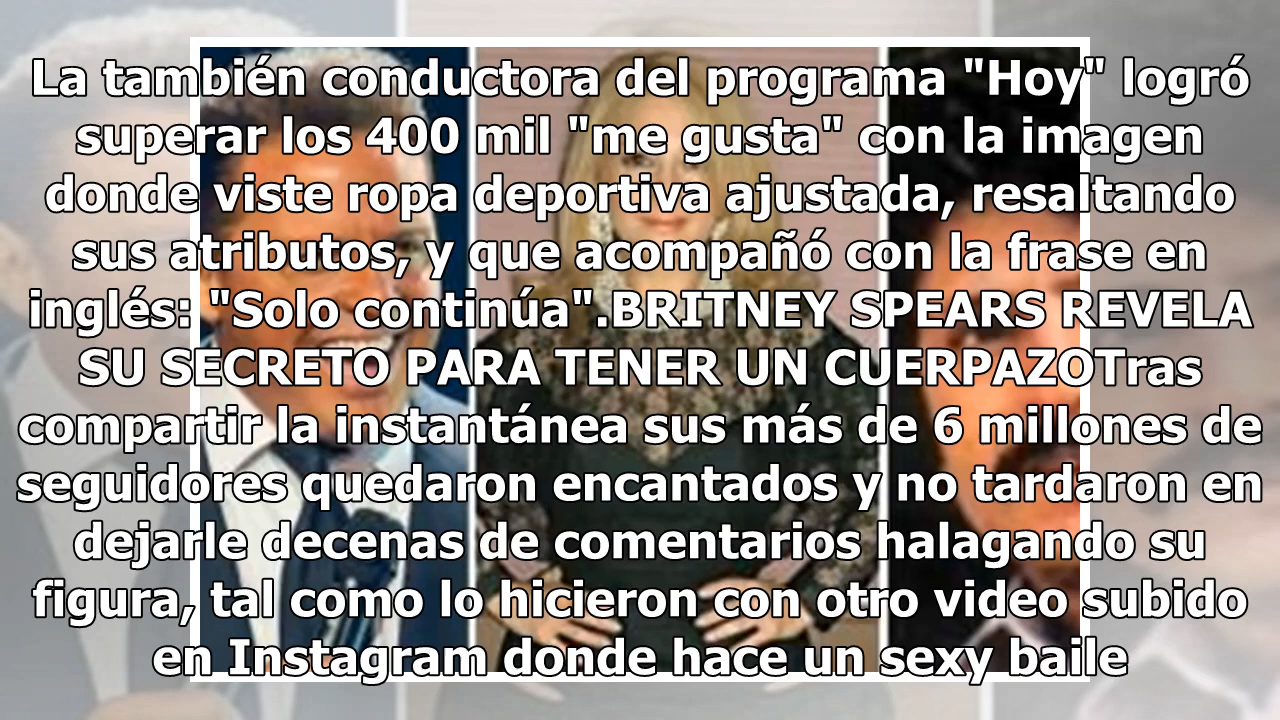 La también conductora del programa "Hoy" logró
superar los 400 mil "me gusta" con la imagen
donde viste ropa deportiva ajustada, resaltando
sus atributos, y que acompañó con la frase en
inglés: "Solo continúa".BRITNEY SPEARS REVELA
SU SECRETO PARA TENER UN CUERPAZOTras
compartir la instantánea sus más de 6 millones de
seguidores quedaron encantados y no tardaron en
dejarle decenas de comentarios halagando su
figura, tal como lo hicieron con otro video subido
en Instagram donde hace un sexy baile